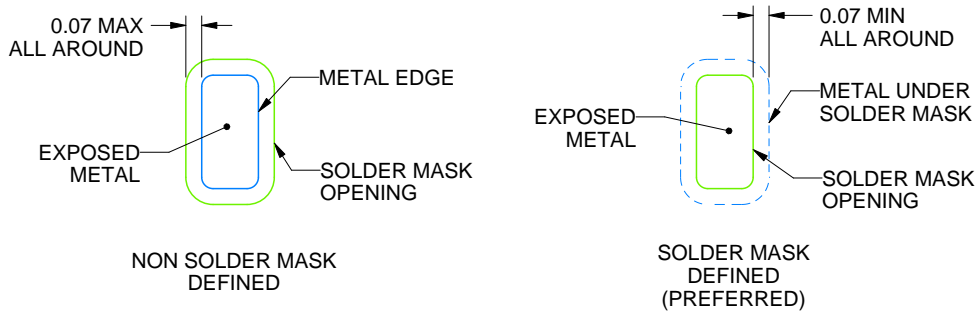 0.07 MAX
ALL AROUND
METAL EDGE
EXPOSED
METAL
SOLDER MASK
OPENING
NON SOLDER MASK
DEFINED
0.07 MIN
ALL AROUND
METAL UNDER
SOLDER MASK
EXPOSED
METAL
SOLDER MASK
OPENING
SOLDER MASK
DEFINED
(PREFERRED)